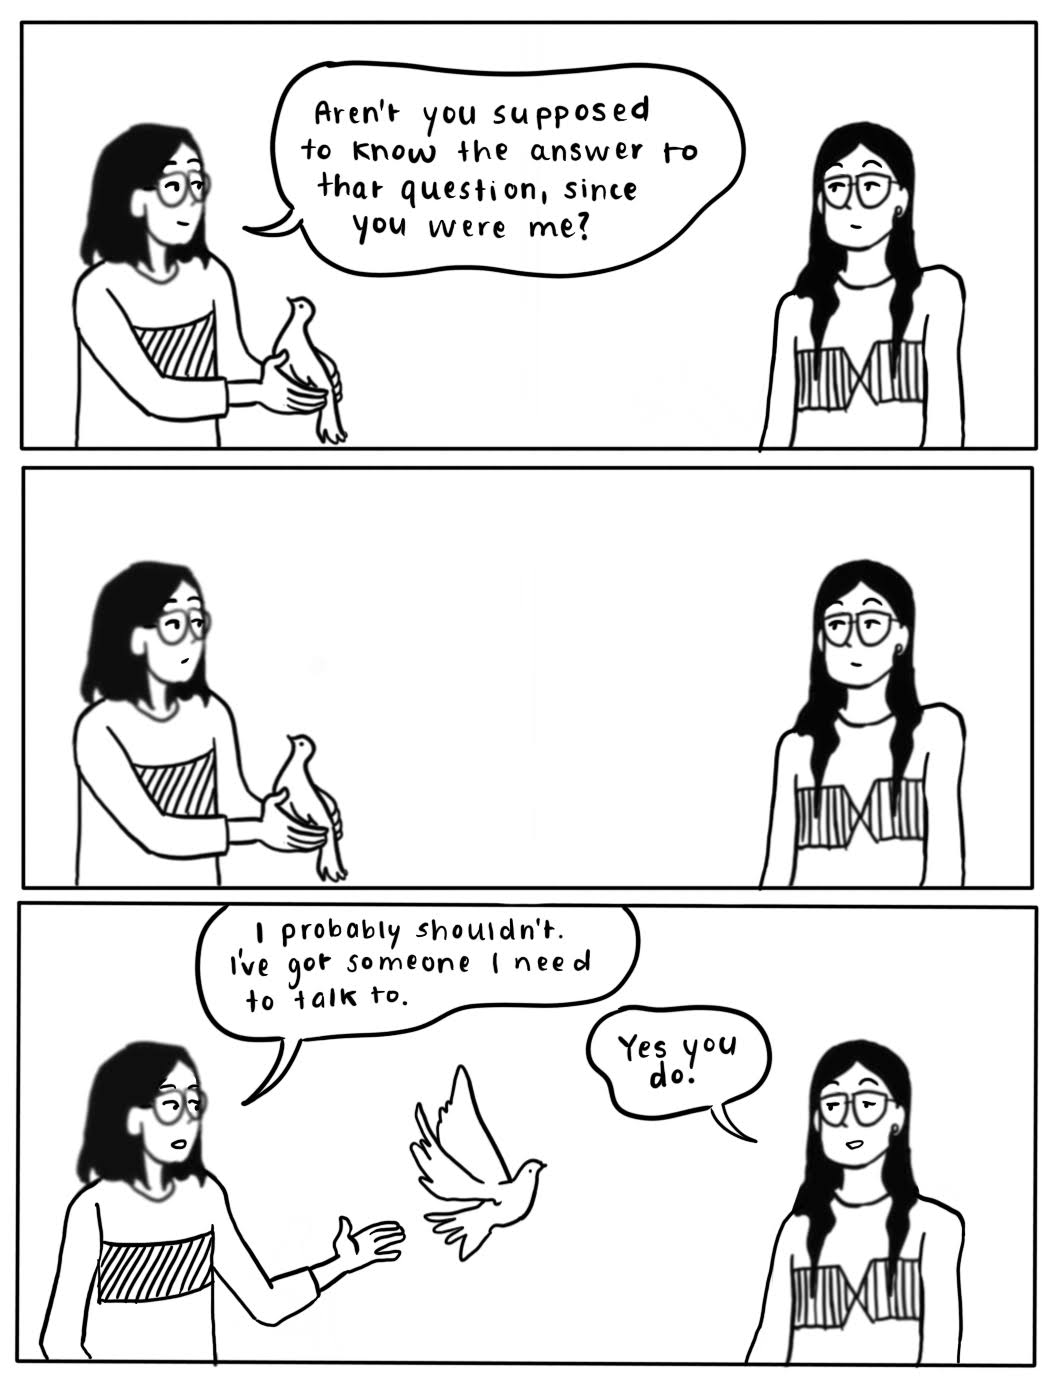 Aren't you supposed
to know the answer to
that question, since
you were me?
I probably shouldn't.
I've got someone I need
to talk to.
Yes you
do.